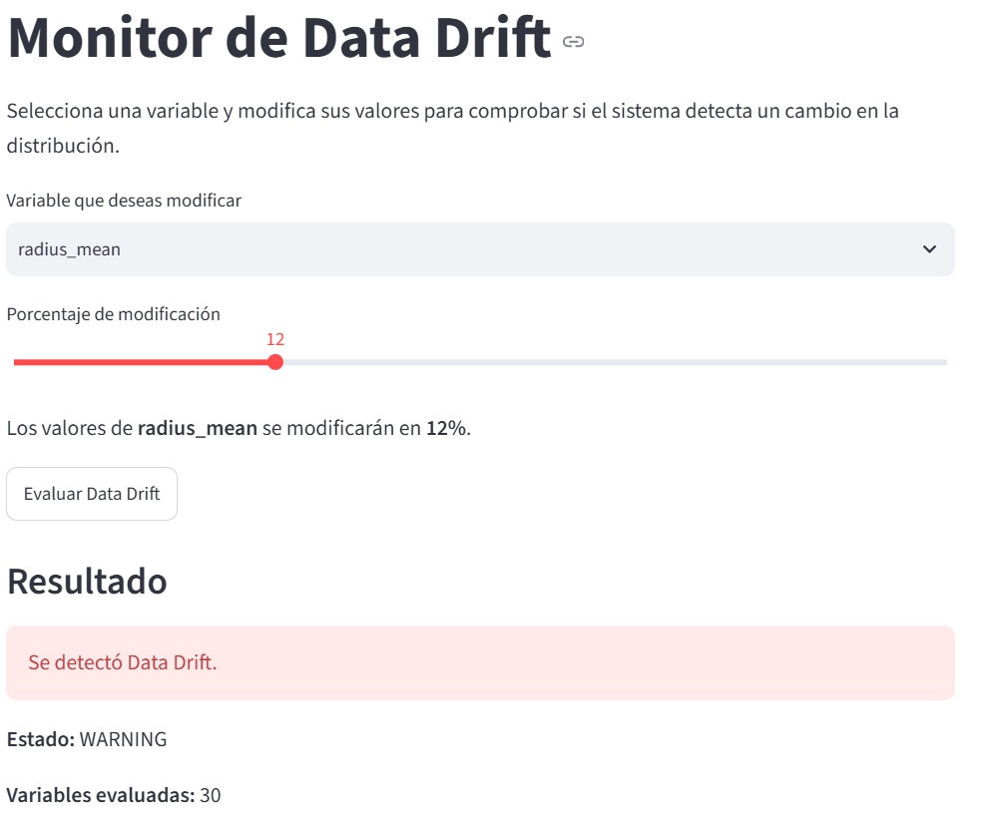 Monitor de Data Drift
Selecciona una variable y modifica sus valores para comprobar si el sistema detecta un cambio en la
distribución.
Variable que deseas modificar
radius_mean
Porcentaje de modificación
12
Los valores de radius_mean se modificarán en 12%.
Evaluar Data Drift
Resultado
Se detectó Data Drift.
Estado: WARNING
Variables evaluadas: 30